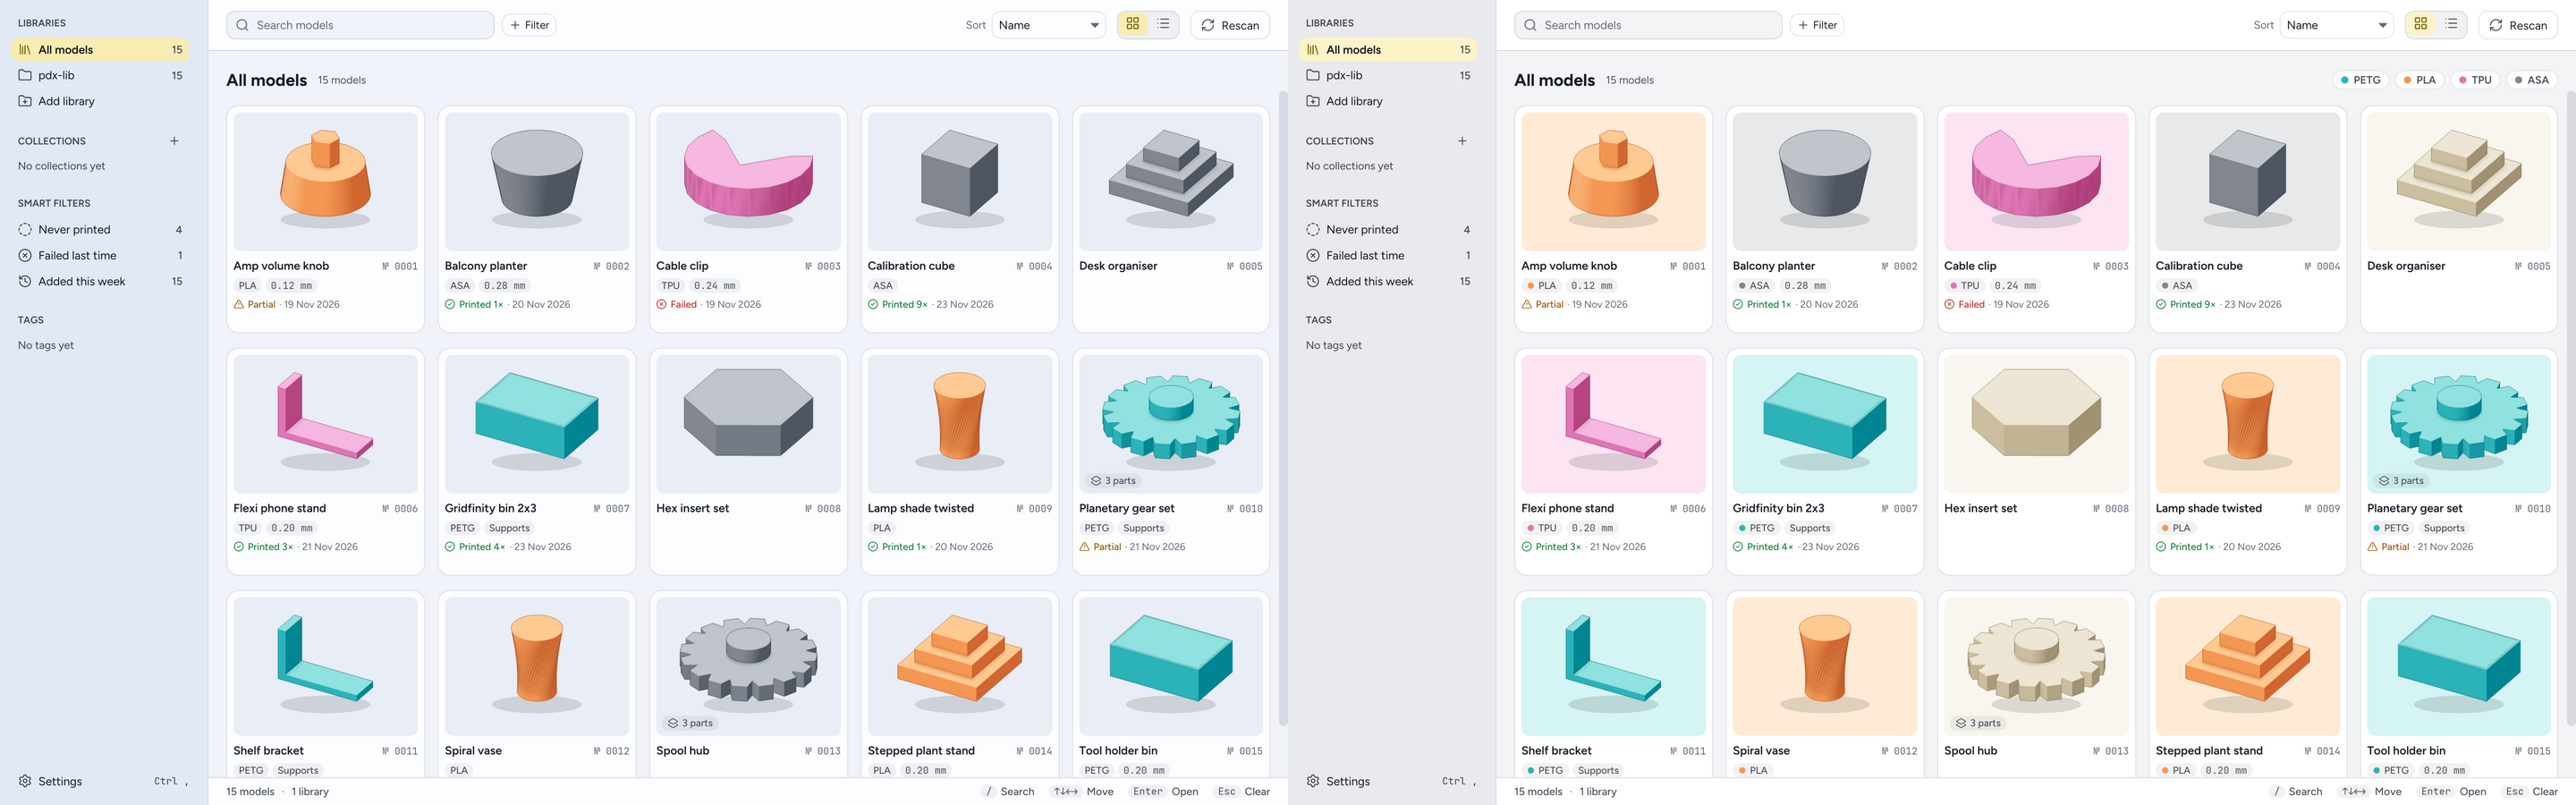 LIBRARIES
All models 15
pdx-lib 15
Add library
COLLECTIONS
No collections yet
SMART FILTERS
Never printed 4
Failed last time 1
Added this week 15
TAGS
No tags yet
Settings Ctrl ,
Search models
Filter
Sort Name
Rescan
All models 15 models
Amp volume knob № 0001
PLA 0.12 mm
Partial · 19 Nov 2026
Balcony planter № 0002
ASA 0.28 mm
Printed 1× · 20 Nov 2026
Cable clip № 0003
TPU 0.24 mm
Failed · 19 Nov 2026
Calibration cube № 0004
ASA
Printed 9× · 23 Nov 2026
Desk organiser № 0005
Flexi phone stand № 0006
TPU 0.20 mm
Printed 3× · 21 Nov 2026
Gridfinity bin 2x3 № 0007
PETG Supports
Printed 4× · 23 Nov 2026
Hex insert set № 0008
Lamp shade twisted № 0009
PLA
Printed 1× · 20 Nov 2026
3 parts
Planetary gear set № 0010
PETG Supports
Partial · 21 Nov 2026
Shelf bracket № 0011
PETG Supports
Spiral vase № 0012
PLA
3 parts
Spool hub № 0013
Stepped plant stand № 0014
PLA 0.20 mm
Tool holder bin № 0015
PETG 0.20 mm
15 models · 1 library
/ Search ↑↓←→ Move Enter Open Esc Clear
LIBRARIES
All models 15
pdx-lib 15
Add library
COLLECTIONS
No collections yet
SMART FILTERS
Never printed 4
Failed last time 1
Added this week 15
TAGS
No tags yet
Settings Ctrl ,
Search models
Filter
Sort Name
Rescan
All models 15 models
PETG PLA TPU ASA
Amp volume knob № 0001
PLA 0.12 mm
Partial · 19 Nov 2026
Balcony planter № 0002
ASA 0.28 mm
Printed 1× · 20 Nov 2026
Cable clip № 0003
TPU 0.24 mm
Failed · 19 Nov 2026
Calibration cube № 0004
ASA
Printed 9× · 23 Nov 2026
Desk organiser № 0005
Flexi phone stand № 0006
TPU 0.20 mm
Printed 3× · 21 Nov 2026
Gridfinity bin 2x3 № 0007
PETG Supports
Printed 4× · 23 Nov 2026
Hex insert set № 0008
Lamp shade twisted № 0009
PLA
Printed 1× · 20 Nov 2026
3 parts
Planetary gear set № 0010
PETG Supports
Partial · 21 Nov 2026
Shelf bracket № 0011
PETG Supports
Spiral vase № 0012
PLA
3 parts
Spool hub № 0013
Stepped plant stand № 0014
PLA 0.20 mm
Tool holder bin № 0015
PETG 0.20 mm
15 models · 1 library
/ Search ↑↓←→ Move Enter Open Esc Clear